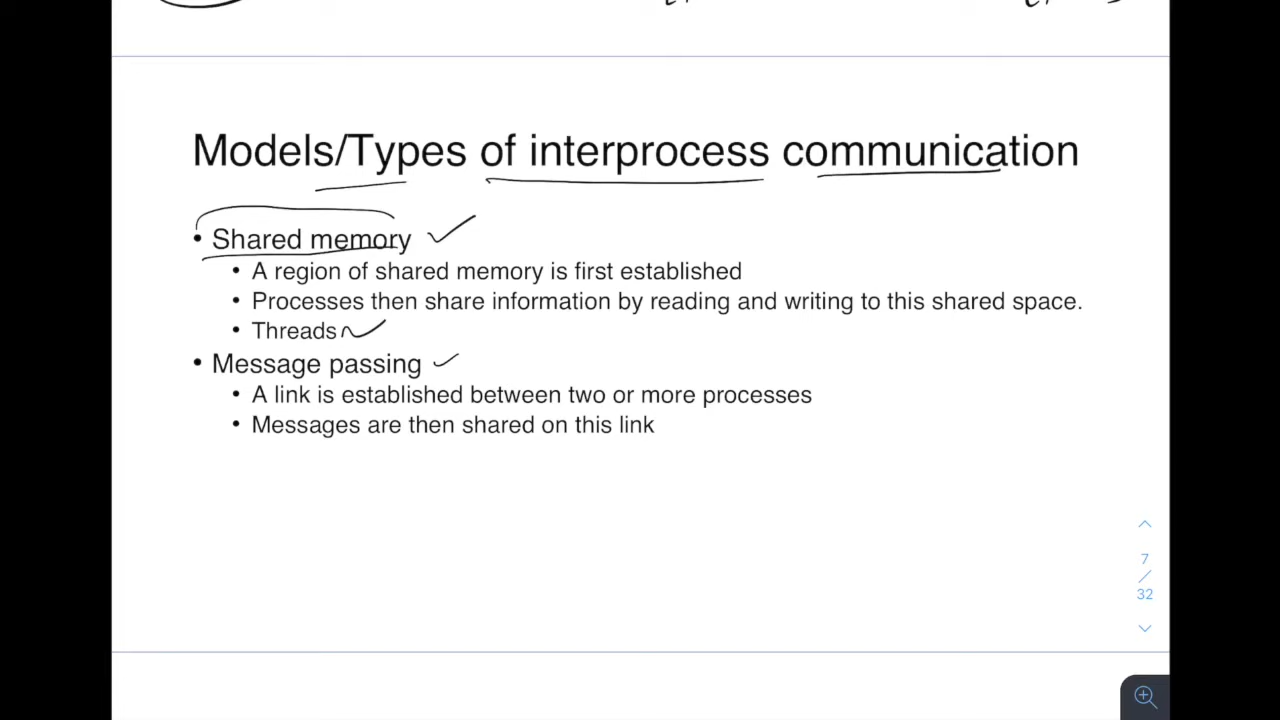 Models/Types of interprocess communication
• Shared memory
• A region of shared memory is first established
• Processes then share information by reading and writing to this shared space.
• Threads
• Message passing
• A link is established between two or more processes
• Messages are then shared on this link
7
/
32